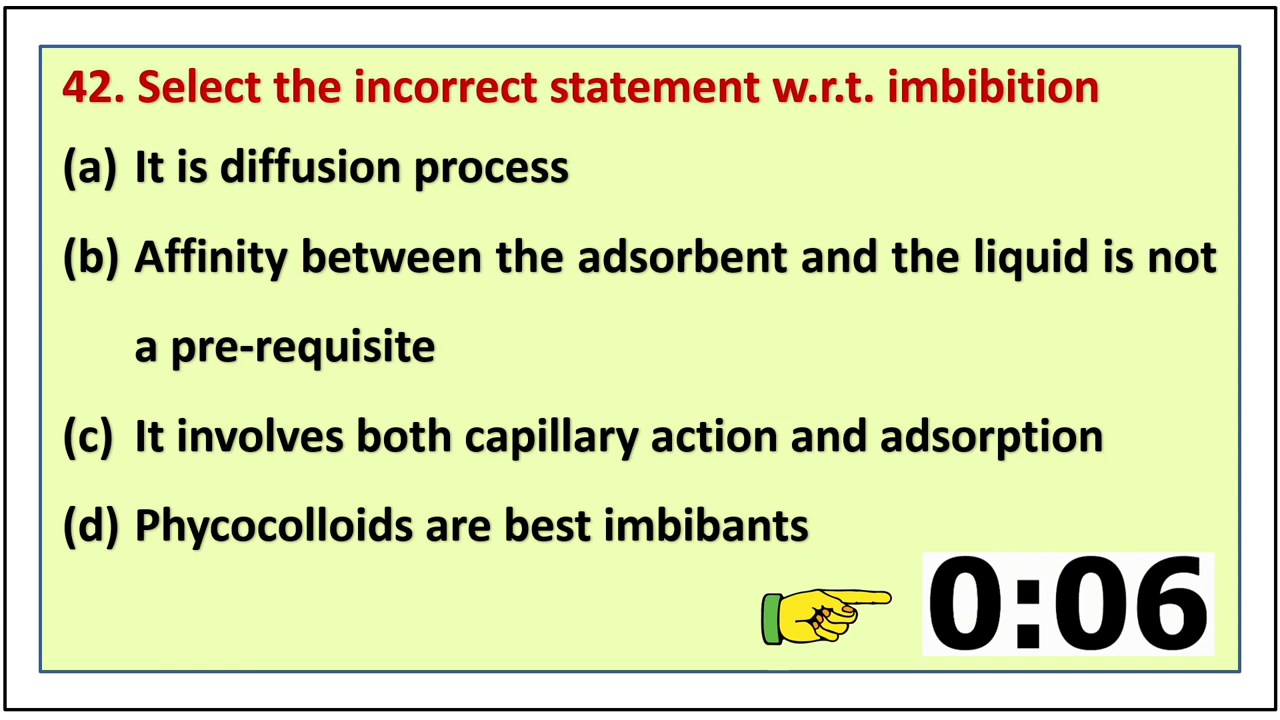 42. Select the incorrect statement w.r.t. imbibition
(a) It is diffusion process
(b) Affinity between the adsorbent and the liquid is not
a pre-requisite
(c) It involves both capillary action and adsorption
(d) Phycocolloids are best imbibants
0:06